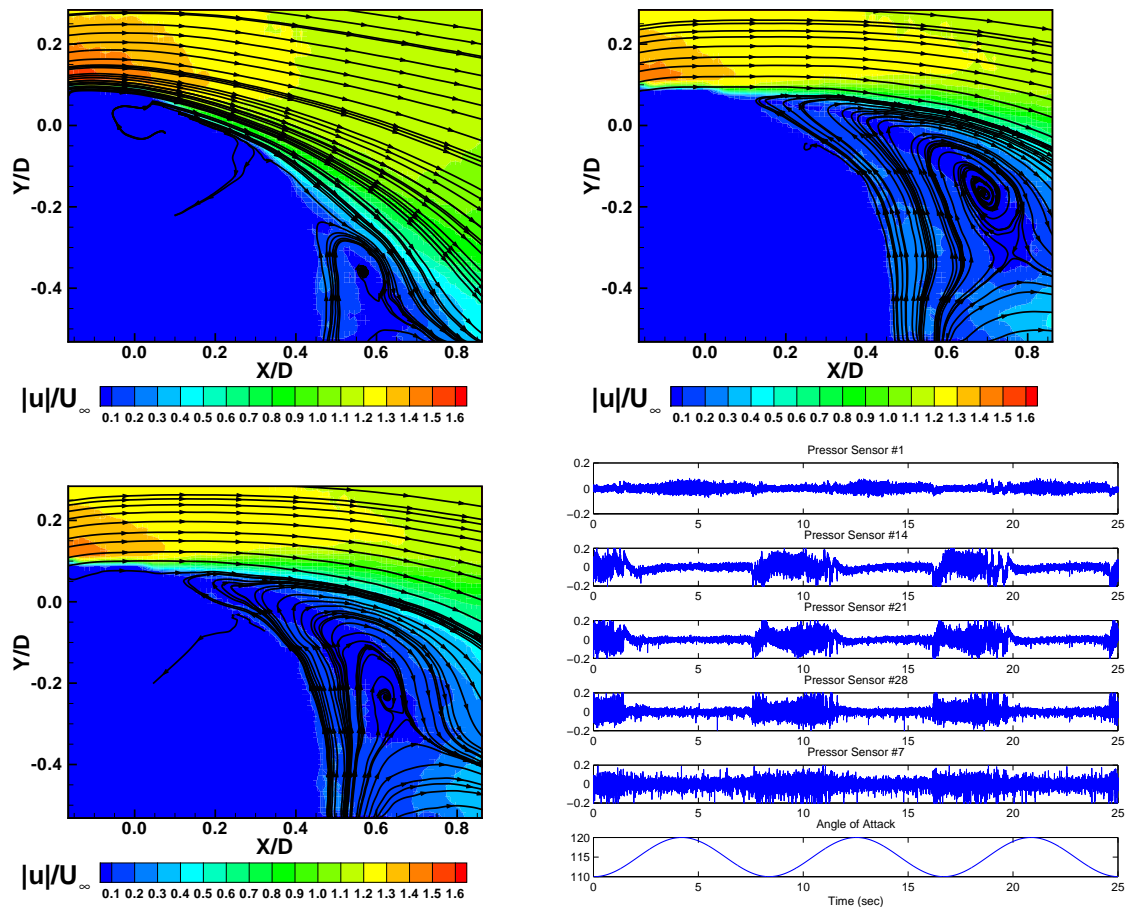 0.2
0.0
-0.2
-0.4
Y/D
0.0 0.2 0.4 0.6 0.8
X/D
|u|/U∞
0.1 0.2 0.3 0.4 0.5 0.6 0.7 0.8 0.9 1.0 1.1 1.3 1.4 1.5 1.6
0.2
0.0
-0.2
-0.4
Y/D
0.0 0.2 0.4 0.6 0.8
X/D
|u|/U∞
0.1 0.2 0.3 0.4 0.5 0.6 0.7 0.8 0.9 1.0 1.1 1.3 1.4 1.5 1.6
0.2
0.0
-0.2
-0.4
Y/D
0.0 0.2 0.4 0.6 0.8
X/D
|u|/U∞
0.1 0.2 0.3 0.4 0.5 0.6 0.7 0.8 0.9 1.0 1.1 1.3 1.4 1.5 1.6
Pressor Sensor #1
0.2
0
−0.2
0 5 10 15 20 25
Pressor Sensor #14
0.2
0
−0.2
0 5 10 15 20 25
Pressor Sensor #21
0.2
0
−0.2
0 5 10 15 20 25
Pressor Sensor #28
0.2
0
−0.2
0 5 10 15 20 25
Pressor Sensor #7
0.2
0
−0.2
0 5 10 15 20 25
Angle of Attack
120
115
110
0 5 10 15 20 25
Time (sec)